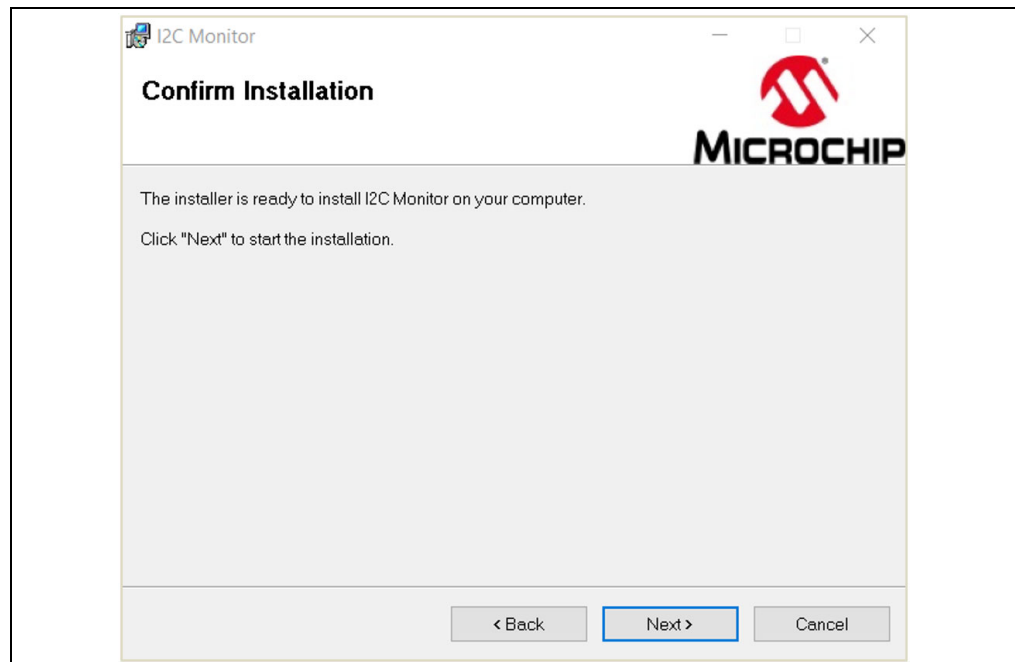 I2C Monitor
Confirm Installation
MICROCHIP
The installer is ready to install I2C Monitor on your computer.
Click "Next" to start the installation.
< Back
Next >
Cancel